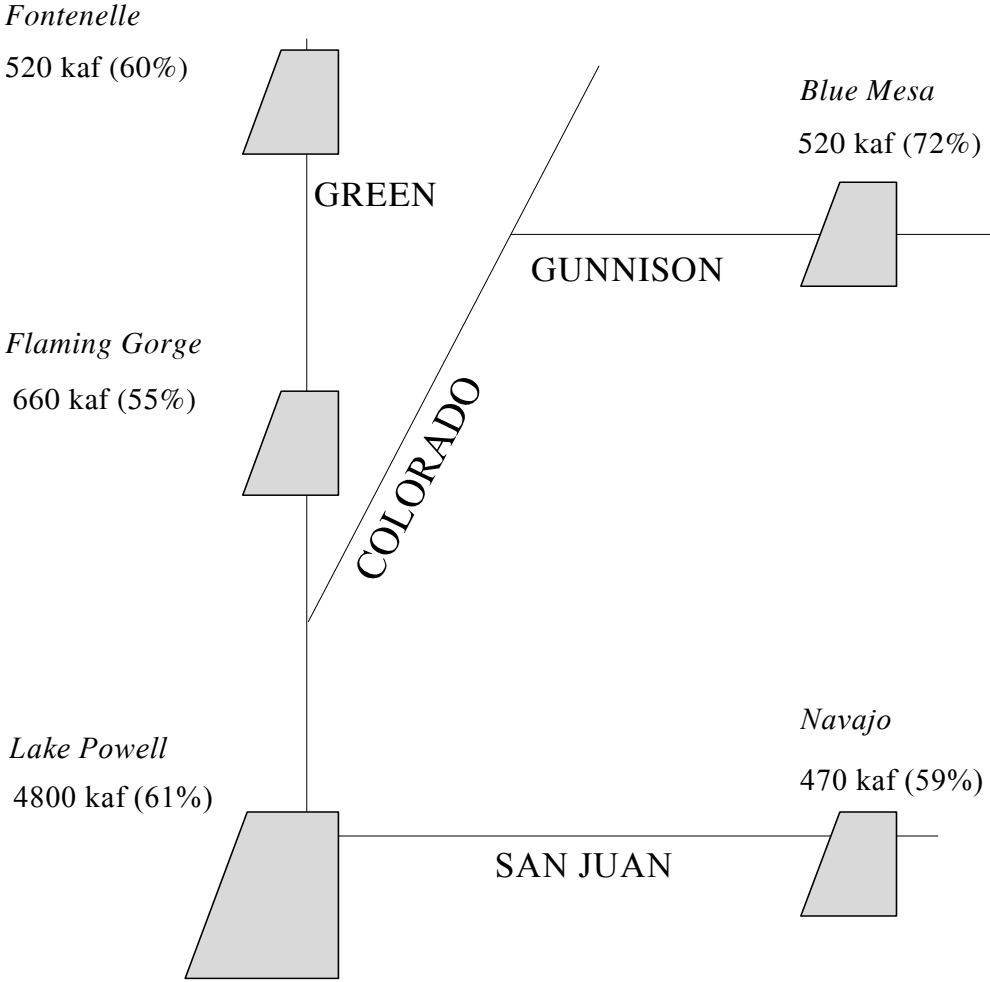 Fontenelle
520 kaf (60%)
Blue Mesa
520 kaf (72%)
GREEN
GUNNISON
Flaming Gorge
660 kaf (55%)
COLORADO
Lake Powell
4800 kaf (61%)
Navajo
470 kaf (59%)
SAN JUAN